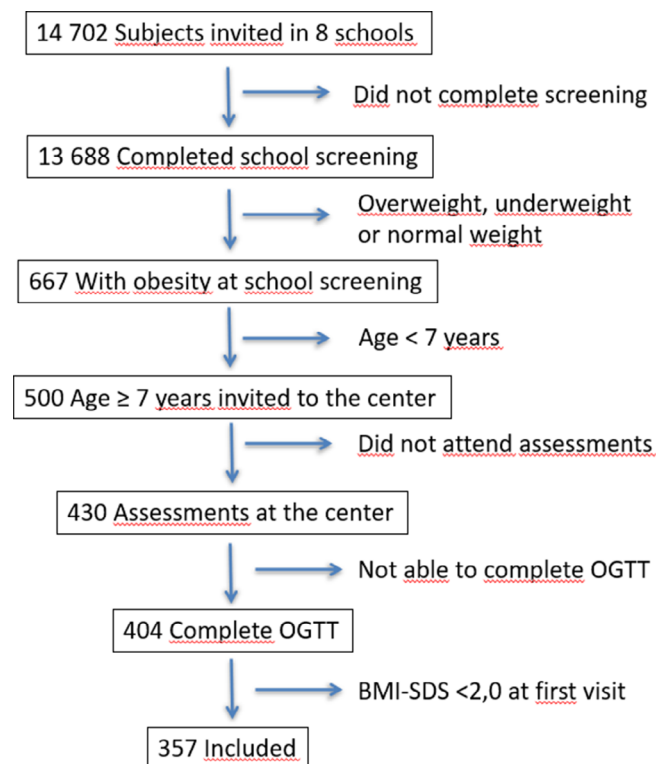 14 702 Subjects invited in 8 schools
Did not complete screening
13 688 Completed school screening
Overweight, underweight
or normal weight
667 With obesity at school screening
Age < 7 years
500 Age ≥ 7 years invited to the center
Did not attend assessments
430 Assessments at the center
Not able to complete OGTT
404 Complete OGTT
BMI-SDS <2,0 at first visit
357 Included